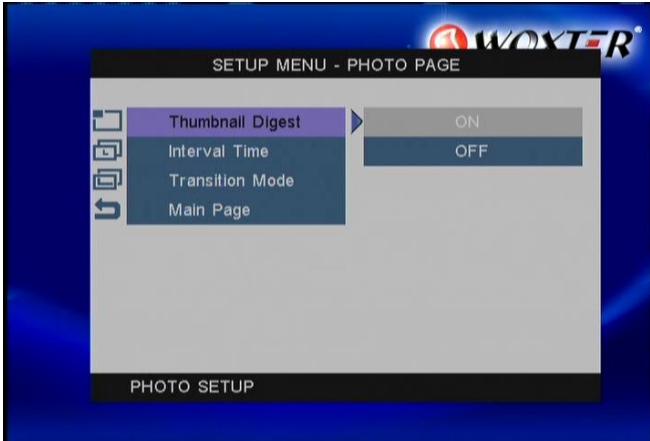 WOXTER
SETUP MENU - PHOTO PAGE
Thumbnail Digest
ON
Interval Time
OFF
Transition Mode
Main Page
PHOTO SETUP